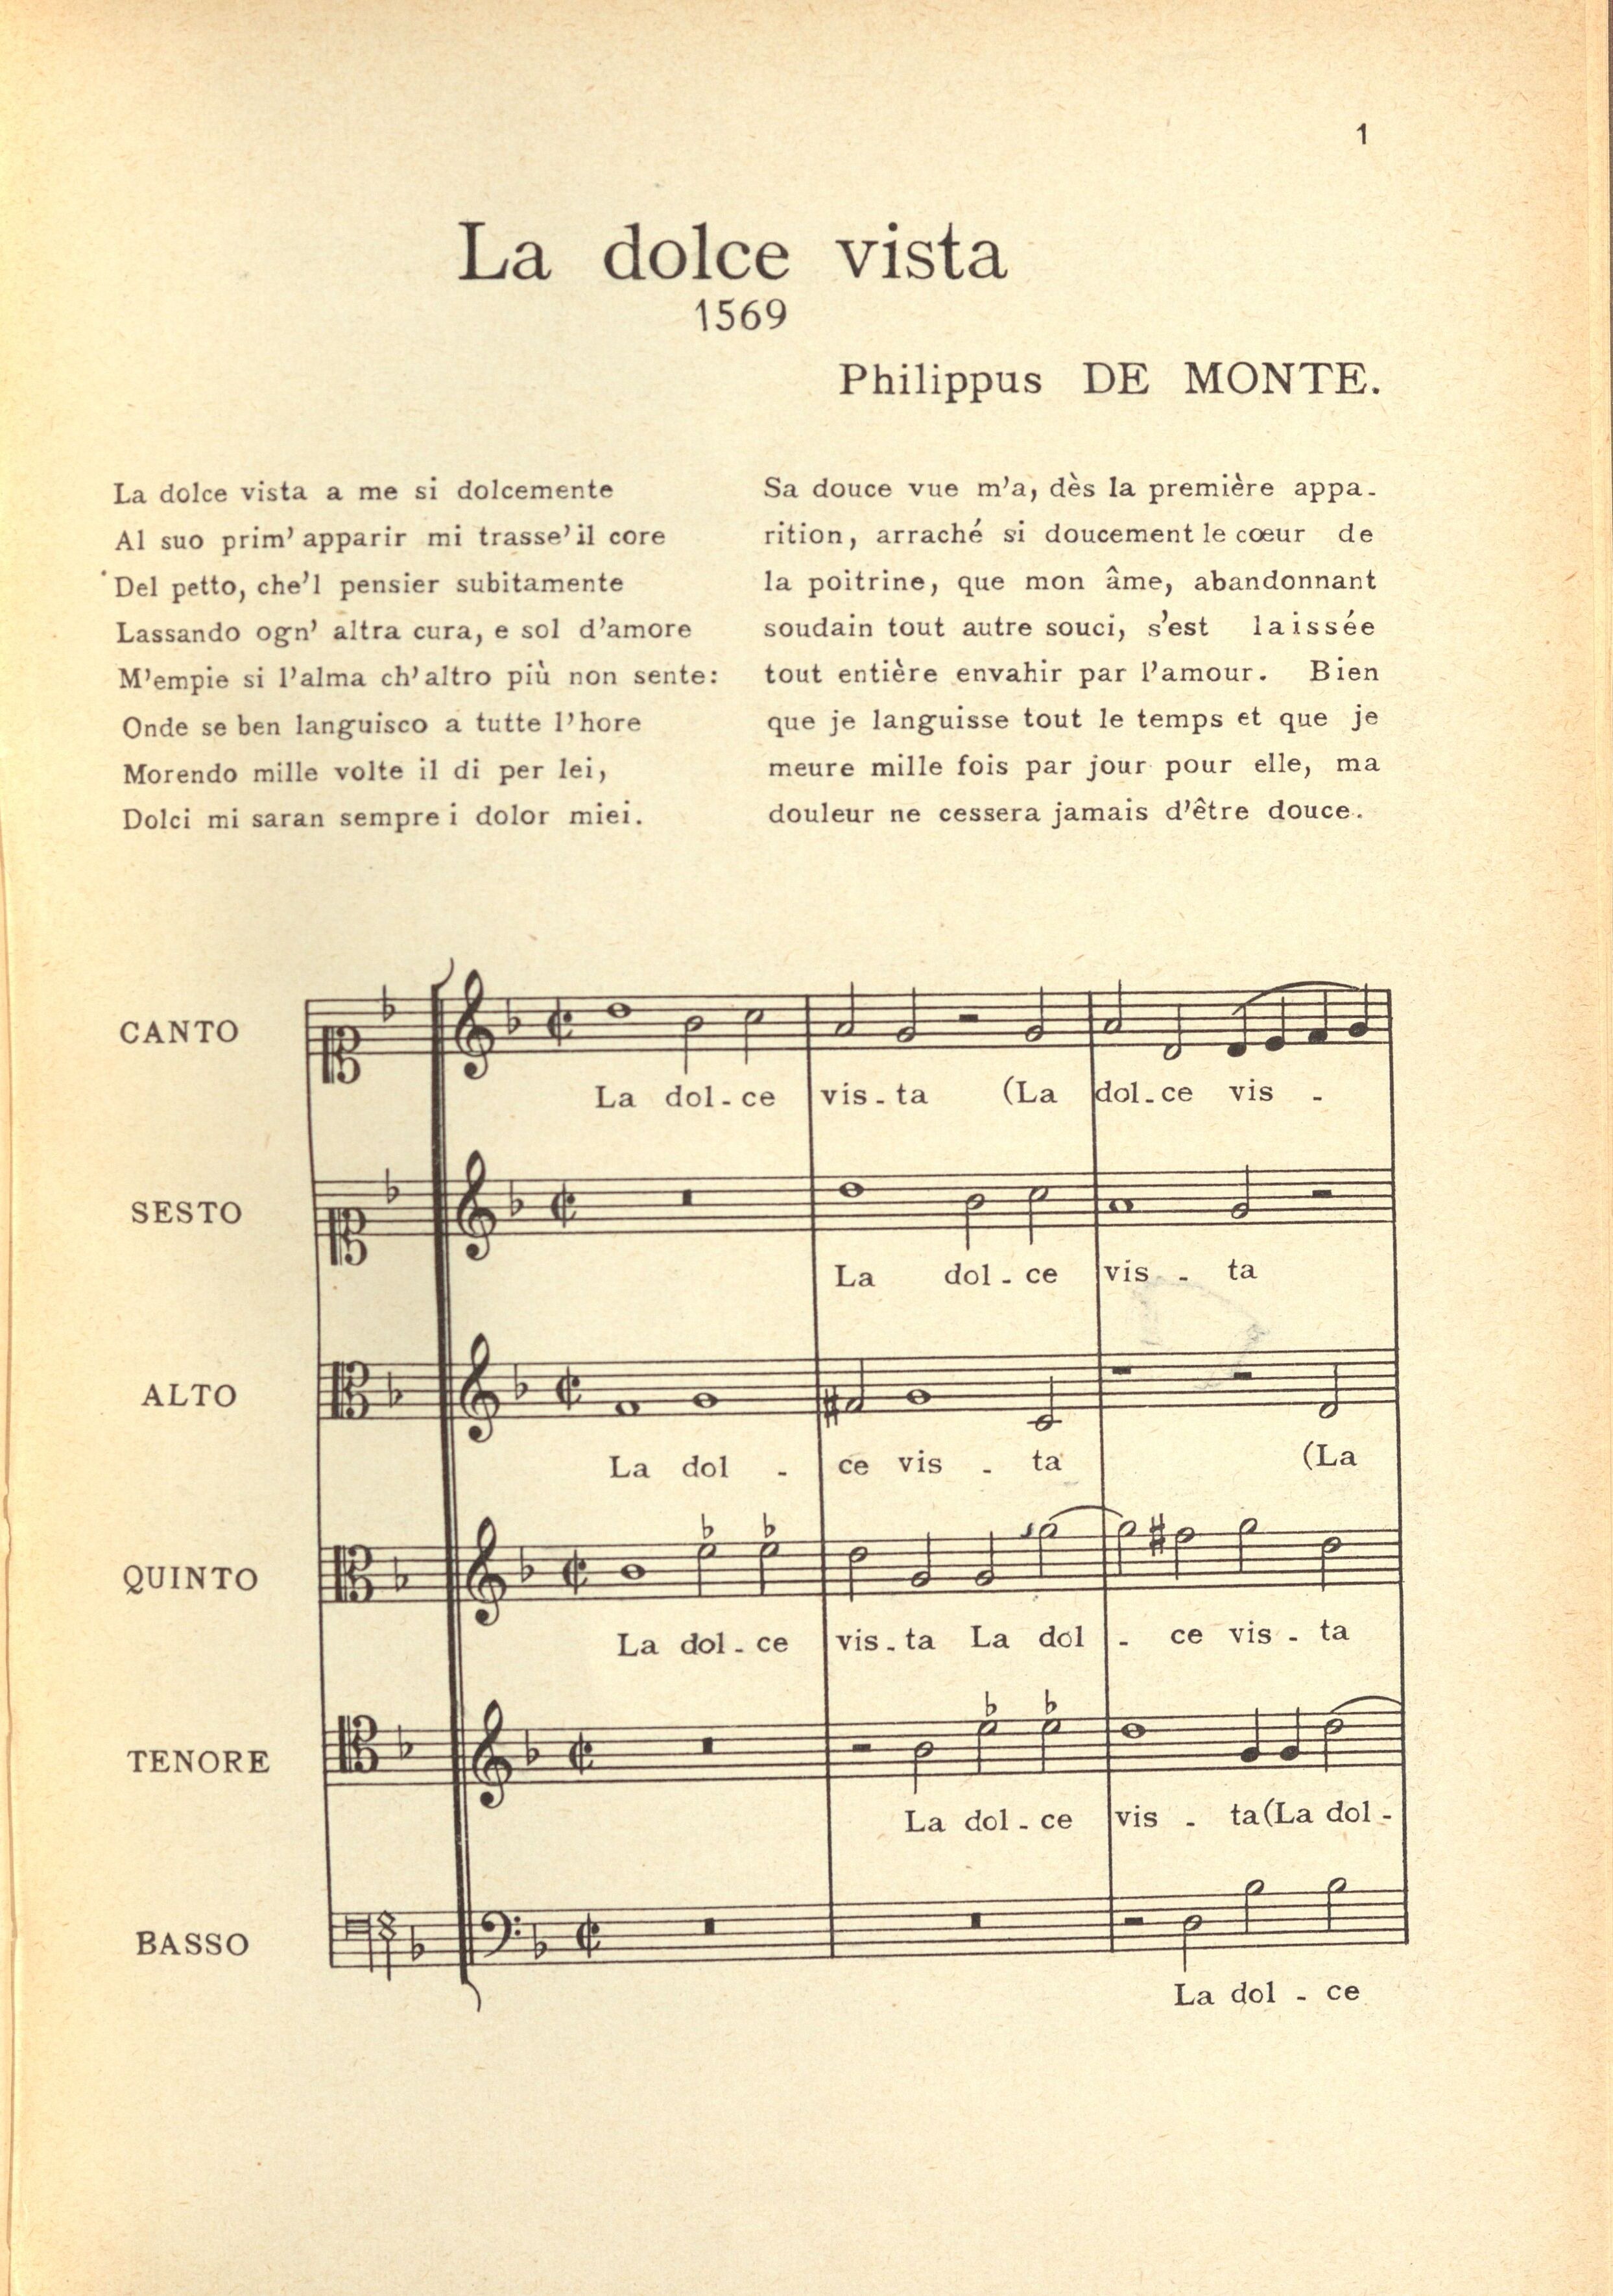 1
La dolce vista
1569
Philippus DE MONTE.
La dolce vista a me si dolcemente
Al suo prim' apparir mi trasse' il core
Del petto, che'l pensier subitamente
Lassando ogn' altra cura, e sol d'amore
M'empie si l'alma ch' altro più non sente:
Onde se ben languisco a tutte l'hore
Morendo mille volte il di per lei,
Dolci mi saran sempre i dolor miei.
Sa douce vue m'a, dès la première appa-
rition, arraché si doucement le cœur de
la poitrine, que mon âme, abandonnant
soudain tout autre souci, s'est laissée
tout entière envahir par l'amour. Bien
que je languisse tout le temps et que je
meure mille fois par jour pour elle, ma
douleur ne cessera jamais d'être douce.
CANTO
La dol-ce vis-ta (La dol-ce vis -
SESTO
La dol-ce vis - ta
ALTO
La dol - ce vis - ta (La
QUINTO
La dol-ce vis-ta La dol - ce vis-ta
TENORE
La dol-ce vis - ta (La dol-
BASSO
La dol - ce